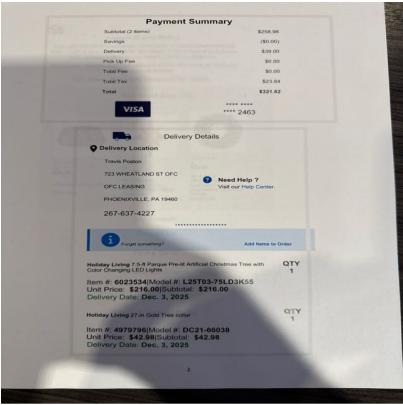 Payment Summary
Subtotal (2 items) $258.98
Savings ($0.00)
Delivery $39.00
Pick Up Fee $0.00
Total Fee $0.00
Total Tax $23.84
Total $321.82
VISA
**** ****
**** 2463
Delivery Details
Delivery Location
Travis Poston
723 WHEATLAND ST OFC
OFC LEASING
PHOENIXVILLE, PA 19460
267-637-4227
Need Help ?
Visit our Help Center.
Forgot something? Add Items to Order
Holiday Living 7.5-ft Parque Pre-lit Artificial Christmas Tree with
Color Changing LED Lights
QTY
1
Item #: 6023534|Model #: L25T03-75LD3K55
Unit Price: $216.00|Subtotal: $216.00
Delivery Date: Dec. 3, 2025
Holiday Living 27-in Gold Tree collar
QTY
1
Item #: 4979796|Model #: DC21-66038
Unit Price: $42.98|Subtotal: $42.98
Delivery Date: Dec. 3, 2025